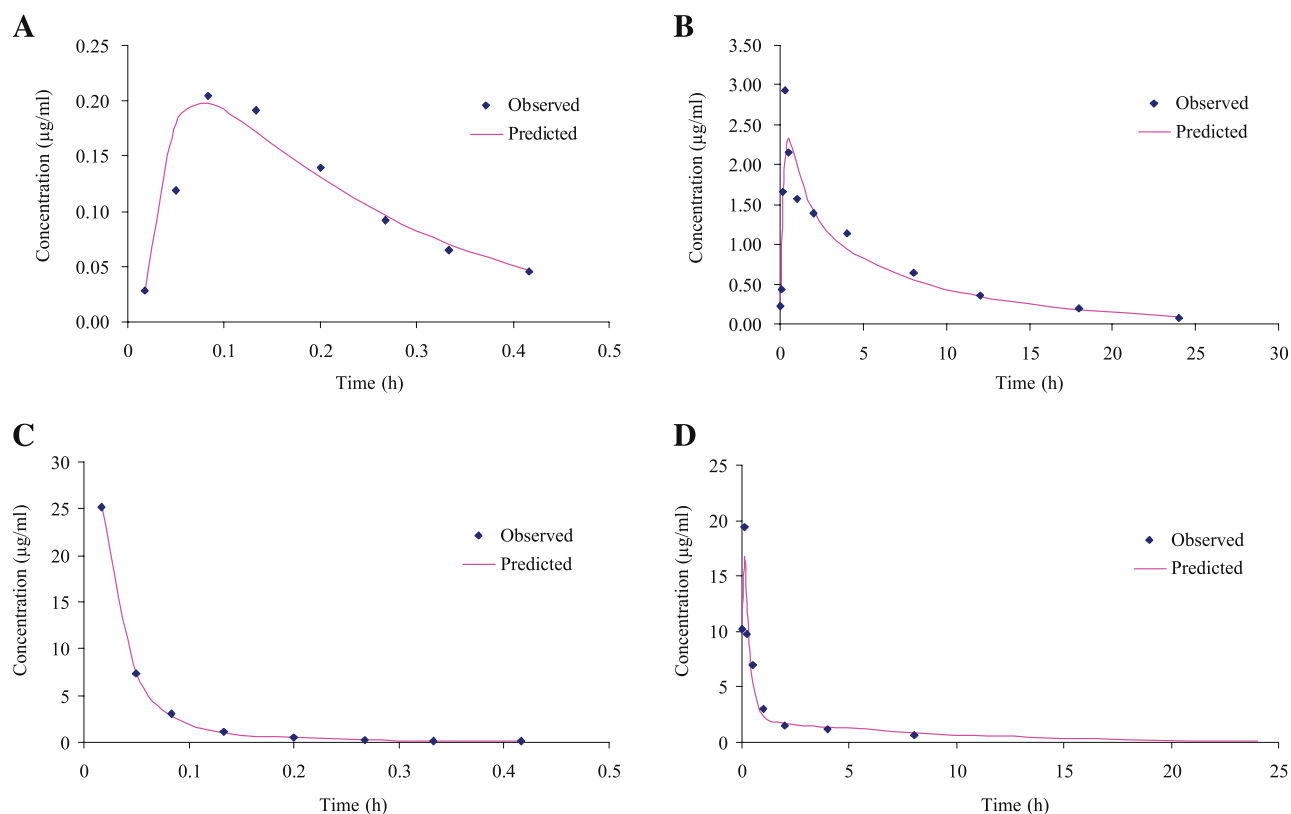 A
Concentration (µg/ml)
0.25
0.20
0.15
0.10
0.05
0.00
0 0.1 0.2 0.3 0.4 0.5
Time (h)
Observed
Predicted
B
Concentration (µg/ml)
3.50
3.00
2.50
2.00
1.50
1.00
0.50
0.00
0 5 10 15 20 25 30
Time (h)
Observed
Predicted
C
Concentration (µg/ml)
30
25
20
15
10
5
0
0 0.1 0.2 0.3 0.4 0.5
Time (h)
Observed
Predicted
D
Concentration (µg/ml)
25
20
15
10
5
0
0 5 10 15 20 25
Time (h)
Observed
Predicted